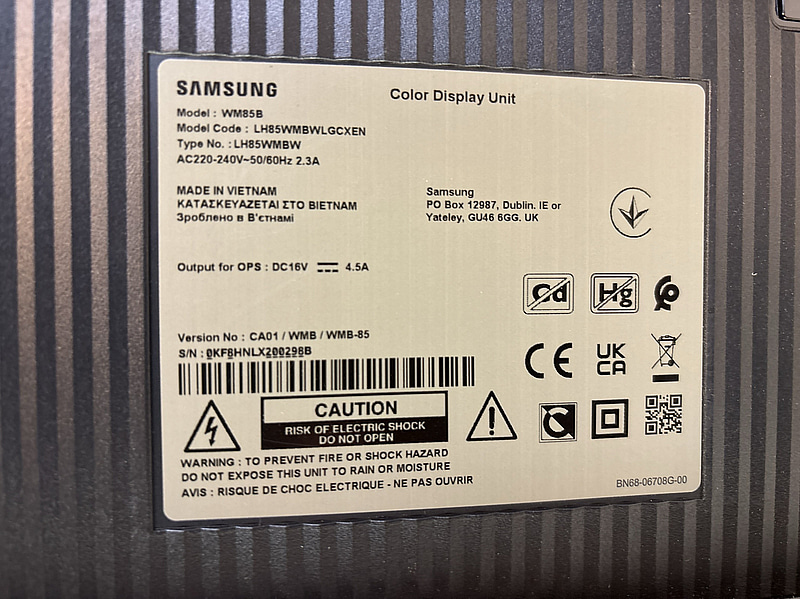 SAMSUNG
Color Display Unit
Model : WM85B
Model Code : LH85WMBWLGCXEN
Type No. : LH85WMBW
AC220-240V~50/60Hz 2.3A
MADE IN VIETNAM
ΚΑΤΑΣΚΕΥΑΖΕΤΑΙ ΣΤΟ ΒΙΕΤΝΑΜ
Зроблено в В'єтнамі
Samsung
PO Box 12987, Dublin. IE or
Yateley, GU46 6GG. UK
Output for OPS : DC16V 4.5A
Cd Hg
Version No : CA01 / WMB / WMB-85
S/N : 0KF8HNLX200298B
CE UK
CA
CAUTION
RISK OF ELECTRIC SHOCK
DO NOT OPEN
WARNING : TO PREVENT FIRE OR SHOCK HAZARD
DO NOT EXPOSE THIS UNIT TO RAIN OR MOISTURE
AVIS : RISQUE DE CHOC ELECTRIQUE - NE PAS OUVRIR
BN68-06708G-00